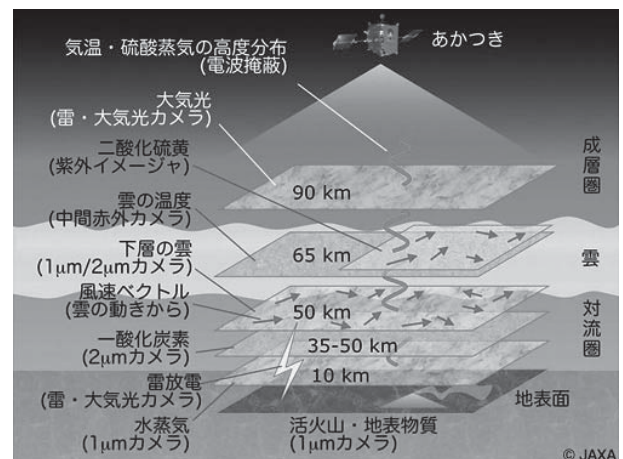 あかつき
気温・硫酸蒸気の高度分布
(電波掩蔽)
大気光
(雷・大気光カメラ)
二酸化硫黄
(紫外イメージャ)
90 km
成層圏
雲の温度
(中間赤外カメラ)
65 km
雲
下層の雲
(1μm/2μmカメラ)
風速ベクトル
(雲の動きから)
50 km
対流圏
一酸化炭素
(2μmカメラ)
35-50 km
雷放電
(雷・大気光カメラ)
10 km
地表面
水蒸気
(1μmカメラ)
活火山・地表物質
(1μmカメラ)
© JAXA